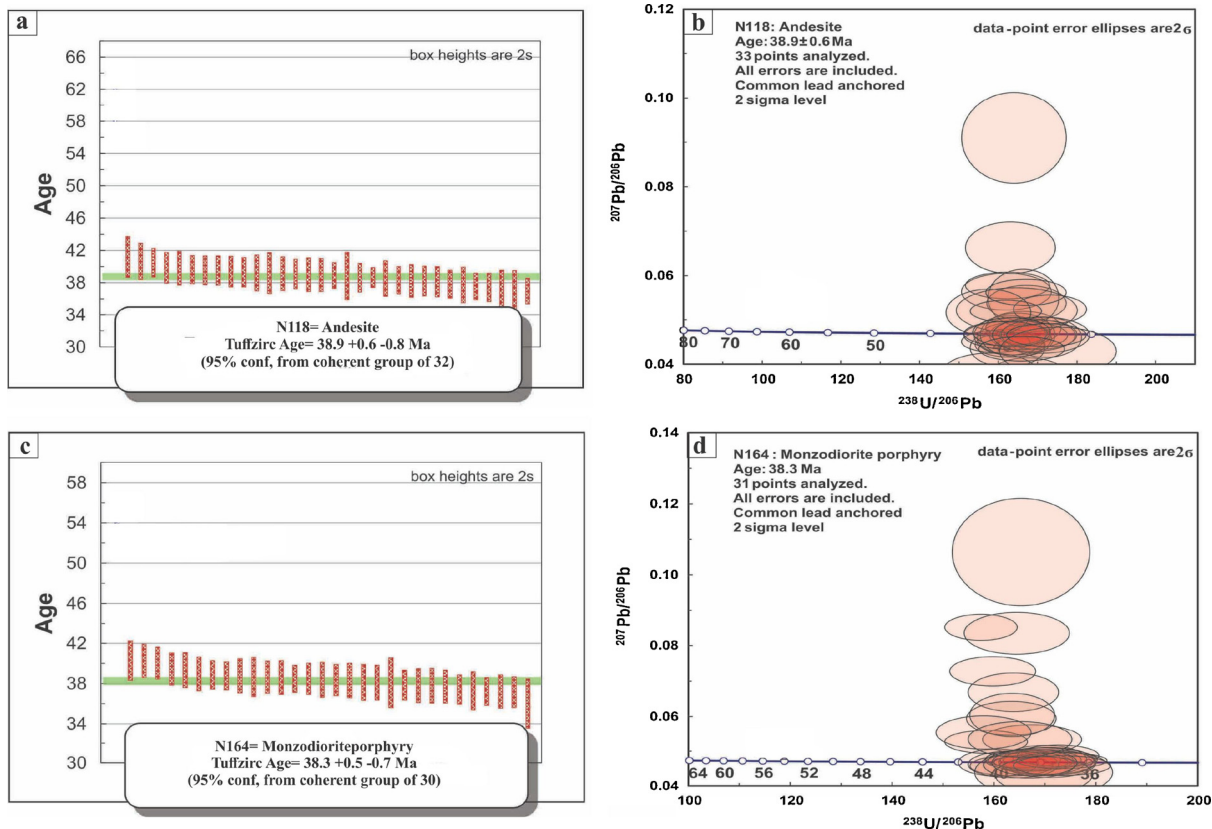 a
box heights are 2s
66
62
58
54
50
46
42
38
34
30
Age
N118= Andesite
Tuffzirc Age= 38.9 +0.6 -0.8 Ma
(95% conf, from coherent group of 32)
b
N118: Andesite
Age: 38.9±0.6 Ma
33 points analyzed.
All errors are included.
Common lead anchored
2 sigma level
data-point error ellipses are2σ
0.12
0.10
0.08
0.06
0.04
207Pb/206Pb
80 70 60 50
80 100 120 140 160 180 200
238U/206Pb
c
box heights are 2s
58
54
50
46
42
38
34
30
Age
N164= Monzodioriteporphyry
Tuffzirc Age= 38.3 +0.5 -0.7 Ma
(95% conf, from coherent group of 30)
d
N164 : Monzodiorite porphyry
Age: 38.3 Ma
31 points analyzed.
All errors are included.
Common lead anchored
2 sigma level
data-point error ellipses are2σ
0.14
0.12
0.10
0.08
0.06
0.04
207Pb/206Pb
64 60 56 52 48 44 40 36
100 120 140 160 180 200
238U/206Pb